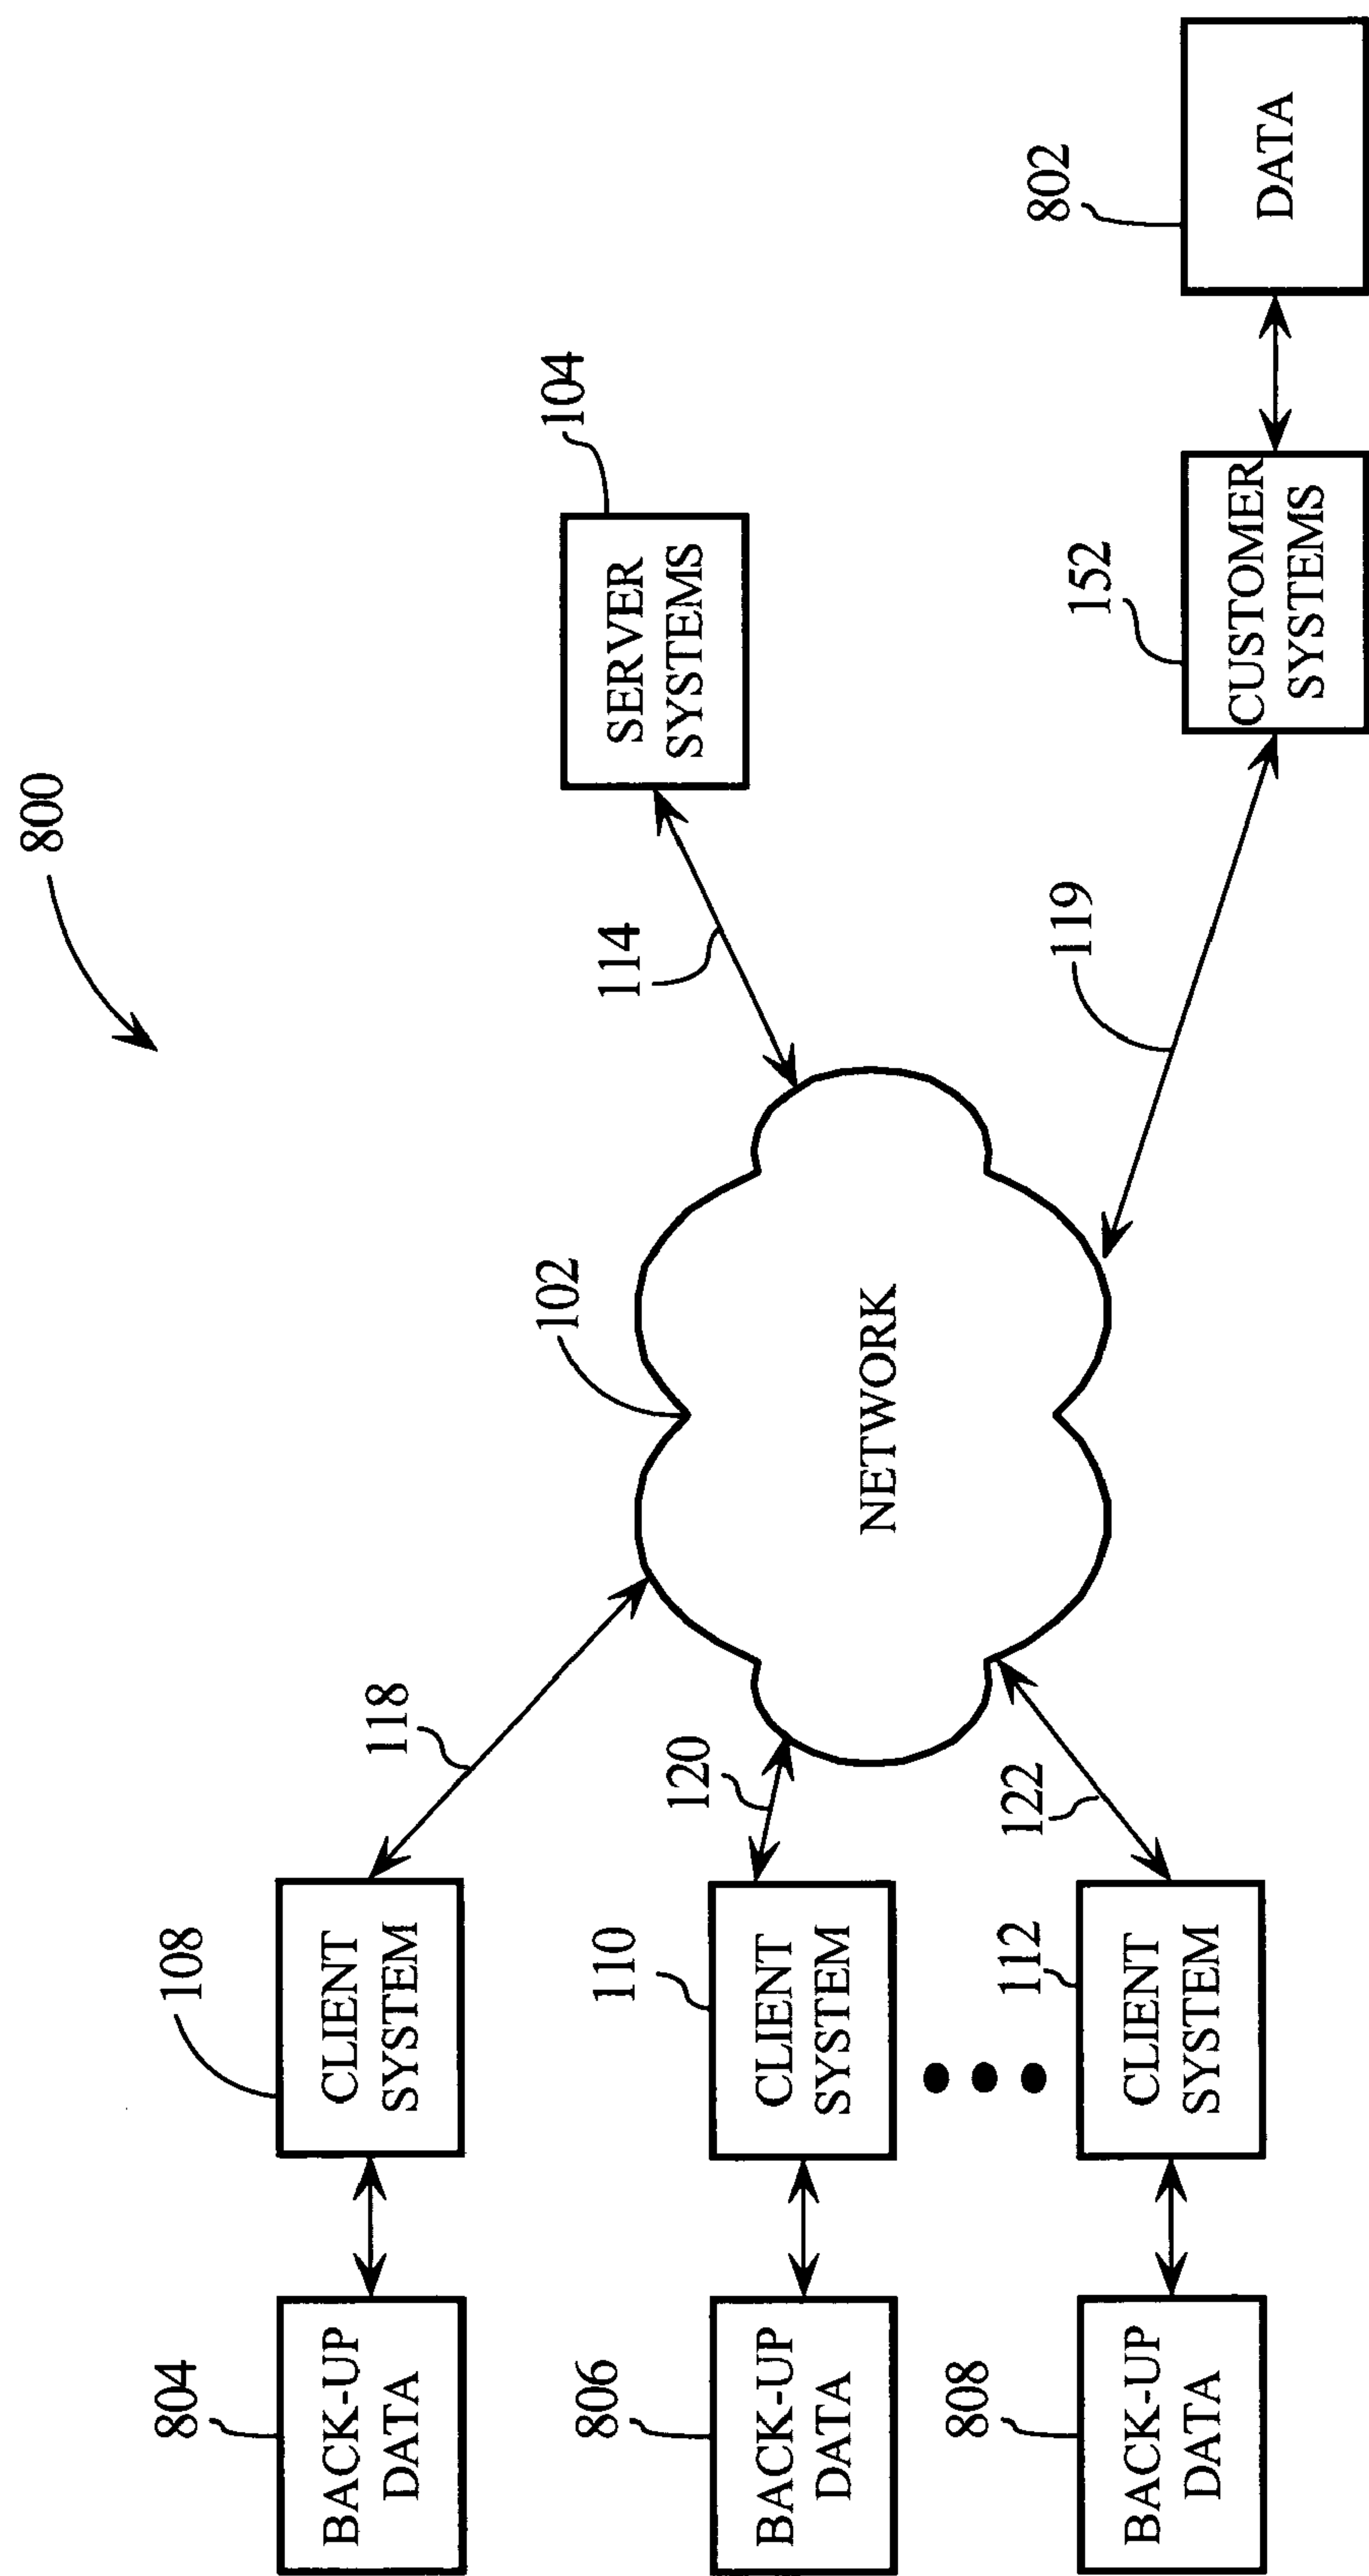 800
804
BACK-UP
DATA
108
CLIENT
SYSTEM
118
102
NETWORK
114
104
SERVER
SYSTEMS
806
BACK-UP
DATA
110
CLIENT
SYSTEM
120
808
BACK-UP
DATA
112
CLIENT
SYSTEM
122
119
152
CUSTOMER
SYSTEMS
802
DATA